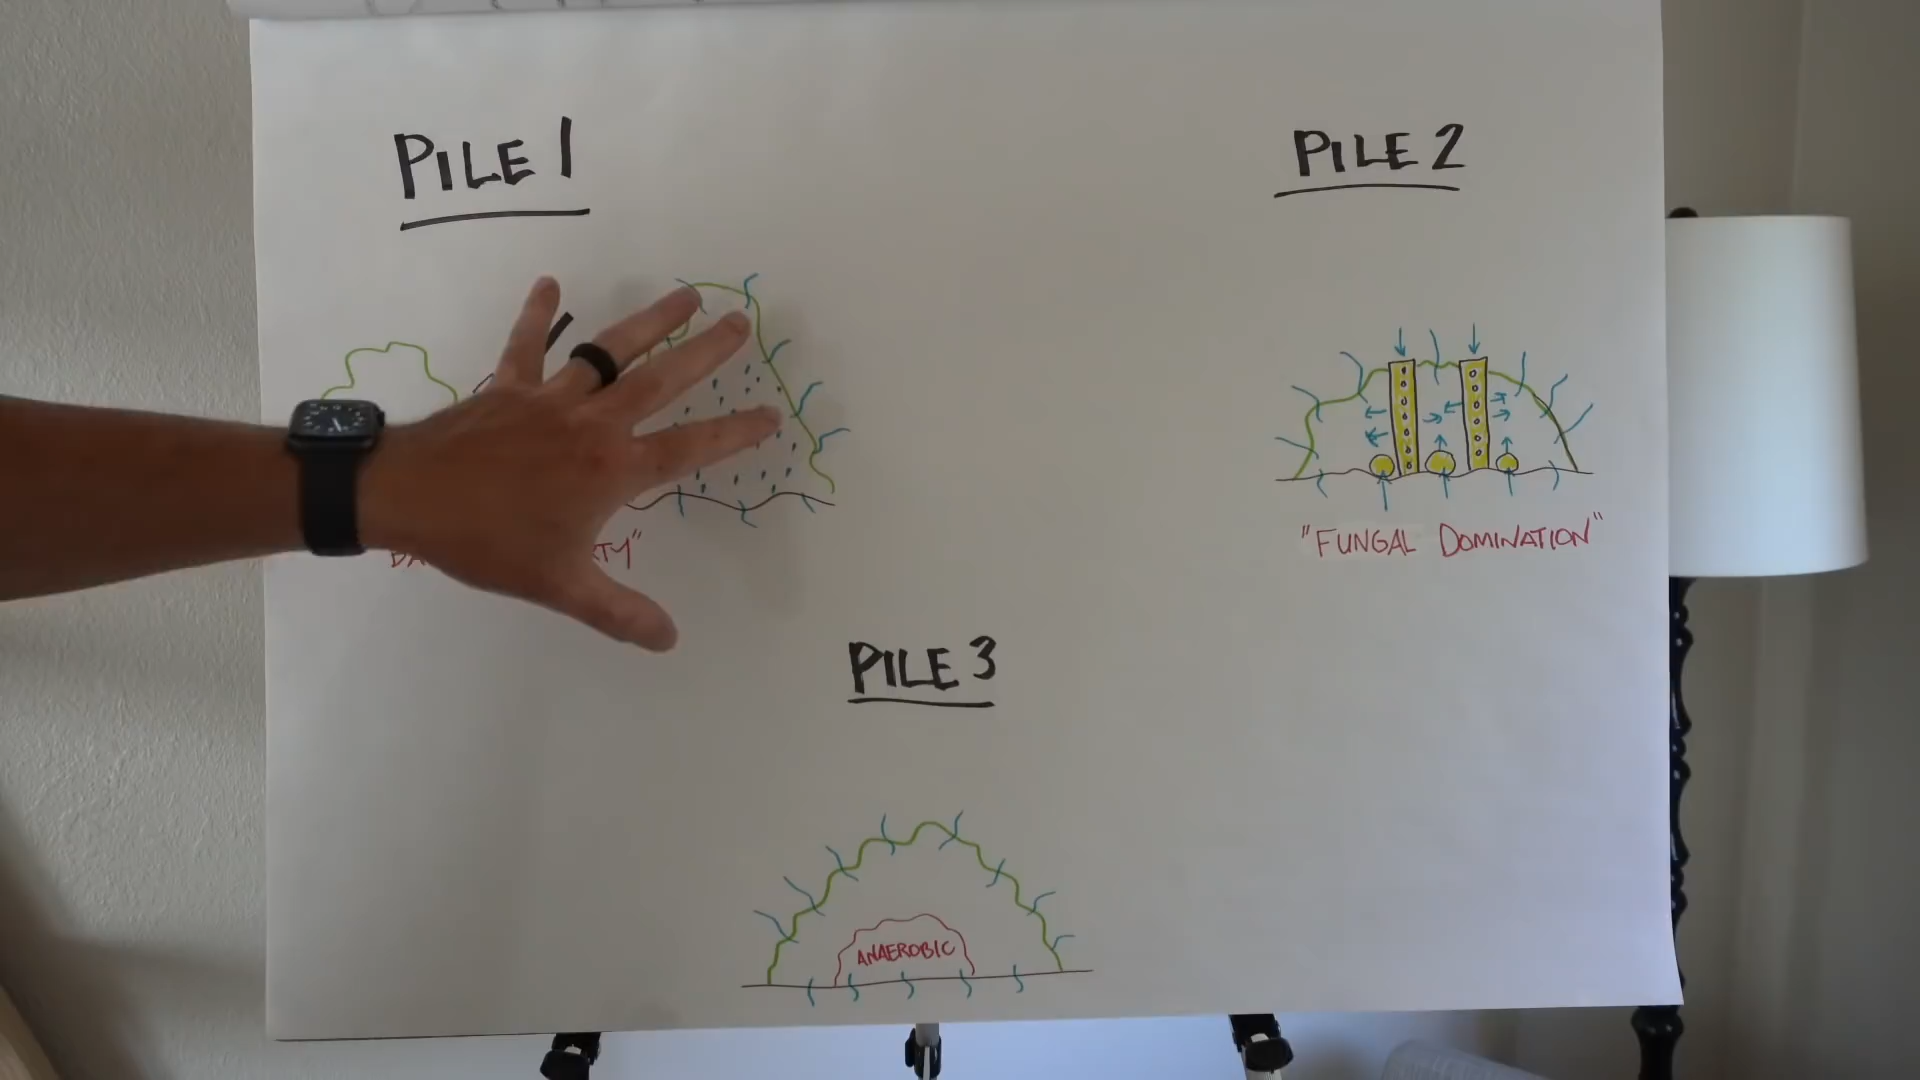 PILE 1
PILE 2
"FUNGAL DOMINATION"
PILE 3
ANAEROBIC